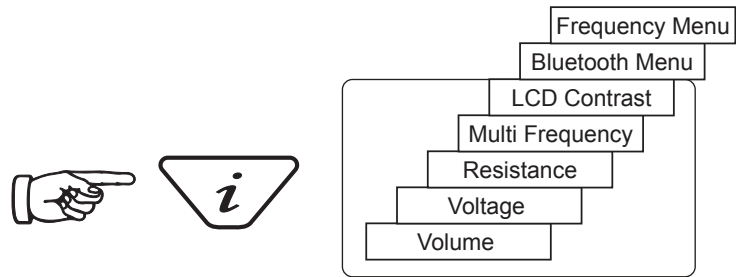 Frequency Menu
Bluetooth Menu
LCD Contrast
Multi Frequency
Resistance
i
Voltage
Volume